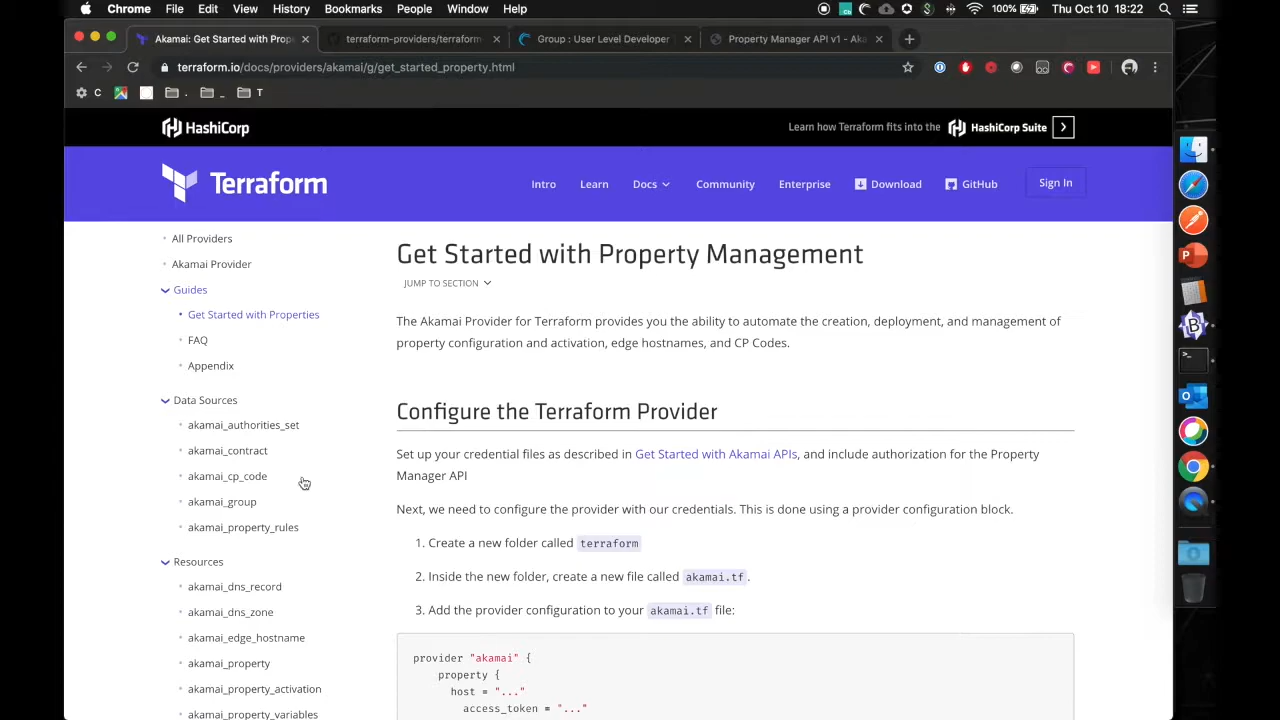 Chrome File Edit View History Bookmarks People Window Help 100% Thu Oct 10 18:22
Akamai: Get Started with Prop terraform-providers/terrafor Group : User Level Developer Property Manager API v1 - Aka
terraform.io/docs/providers/akamai/g/get_started_property.html
C . _ T
HashiCorp Learn how Terraform fits into the HashiCorp Suite
Terraform Intro Learn Docs Community Enterprise Download GitHub Sign In
All Providers
Akamai Provider
Guides
Get Started with Properties
FAQ
Appendix
Data Sources
akamai_authorities_set
akamai_contract
akamai_cp_code
akamai_group
akamai_property_rules
Resources
akamai_dns_record
akamai_dns_zone
akamai_edge_hostname
akamai_property
akamai_property_activation
akamai_property_variables
Get Started with Property Management
JUMP TO SECTION
The Akamai Provider for Terraform provides you the ability to automate the creation, deployment, and management of
property configuration and activation, edge hostnames, and CP Codes.
Configure the Terraform Provider
Set up your credential files as described in Get Started with Akamai APIs, and include authorization for the Property
Manager API
Next, we need to configure the provider with our credentials. This is done using a provider configuration block.
1. Create a new folder called terraform
2. Inside the new folder, create a new file called akamai.tf.
3. Add the provider configuration to your akamai.tf file:
provider "akamai" {
property {
host = "..."
access_token = "..."